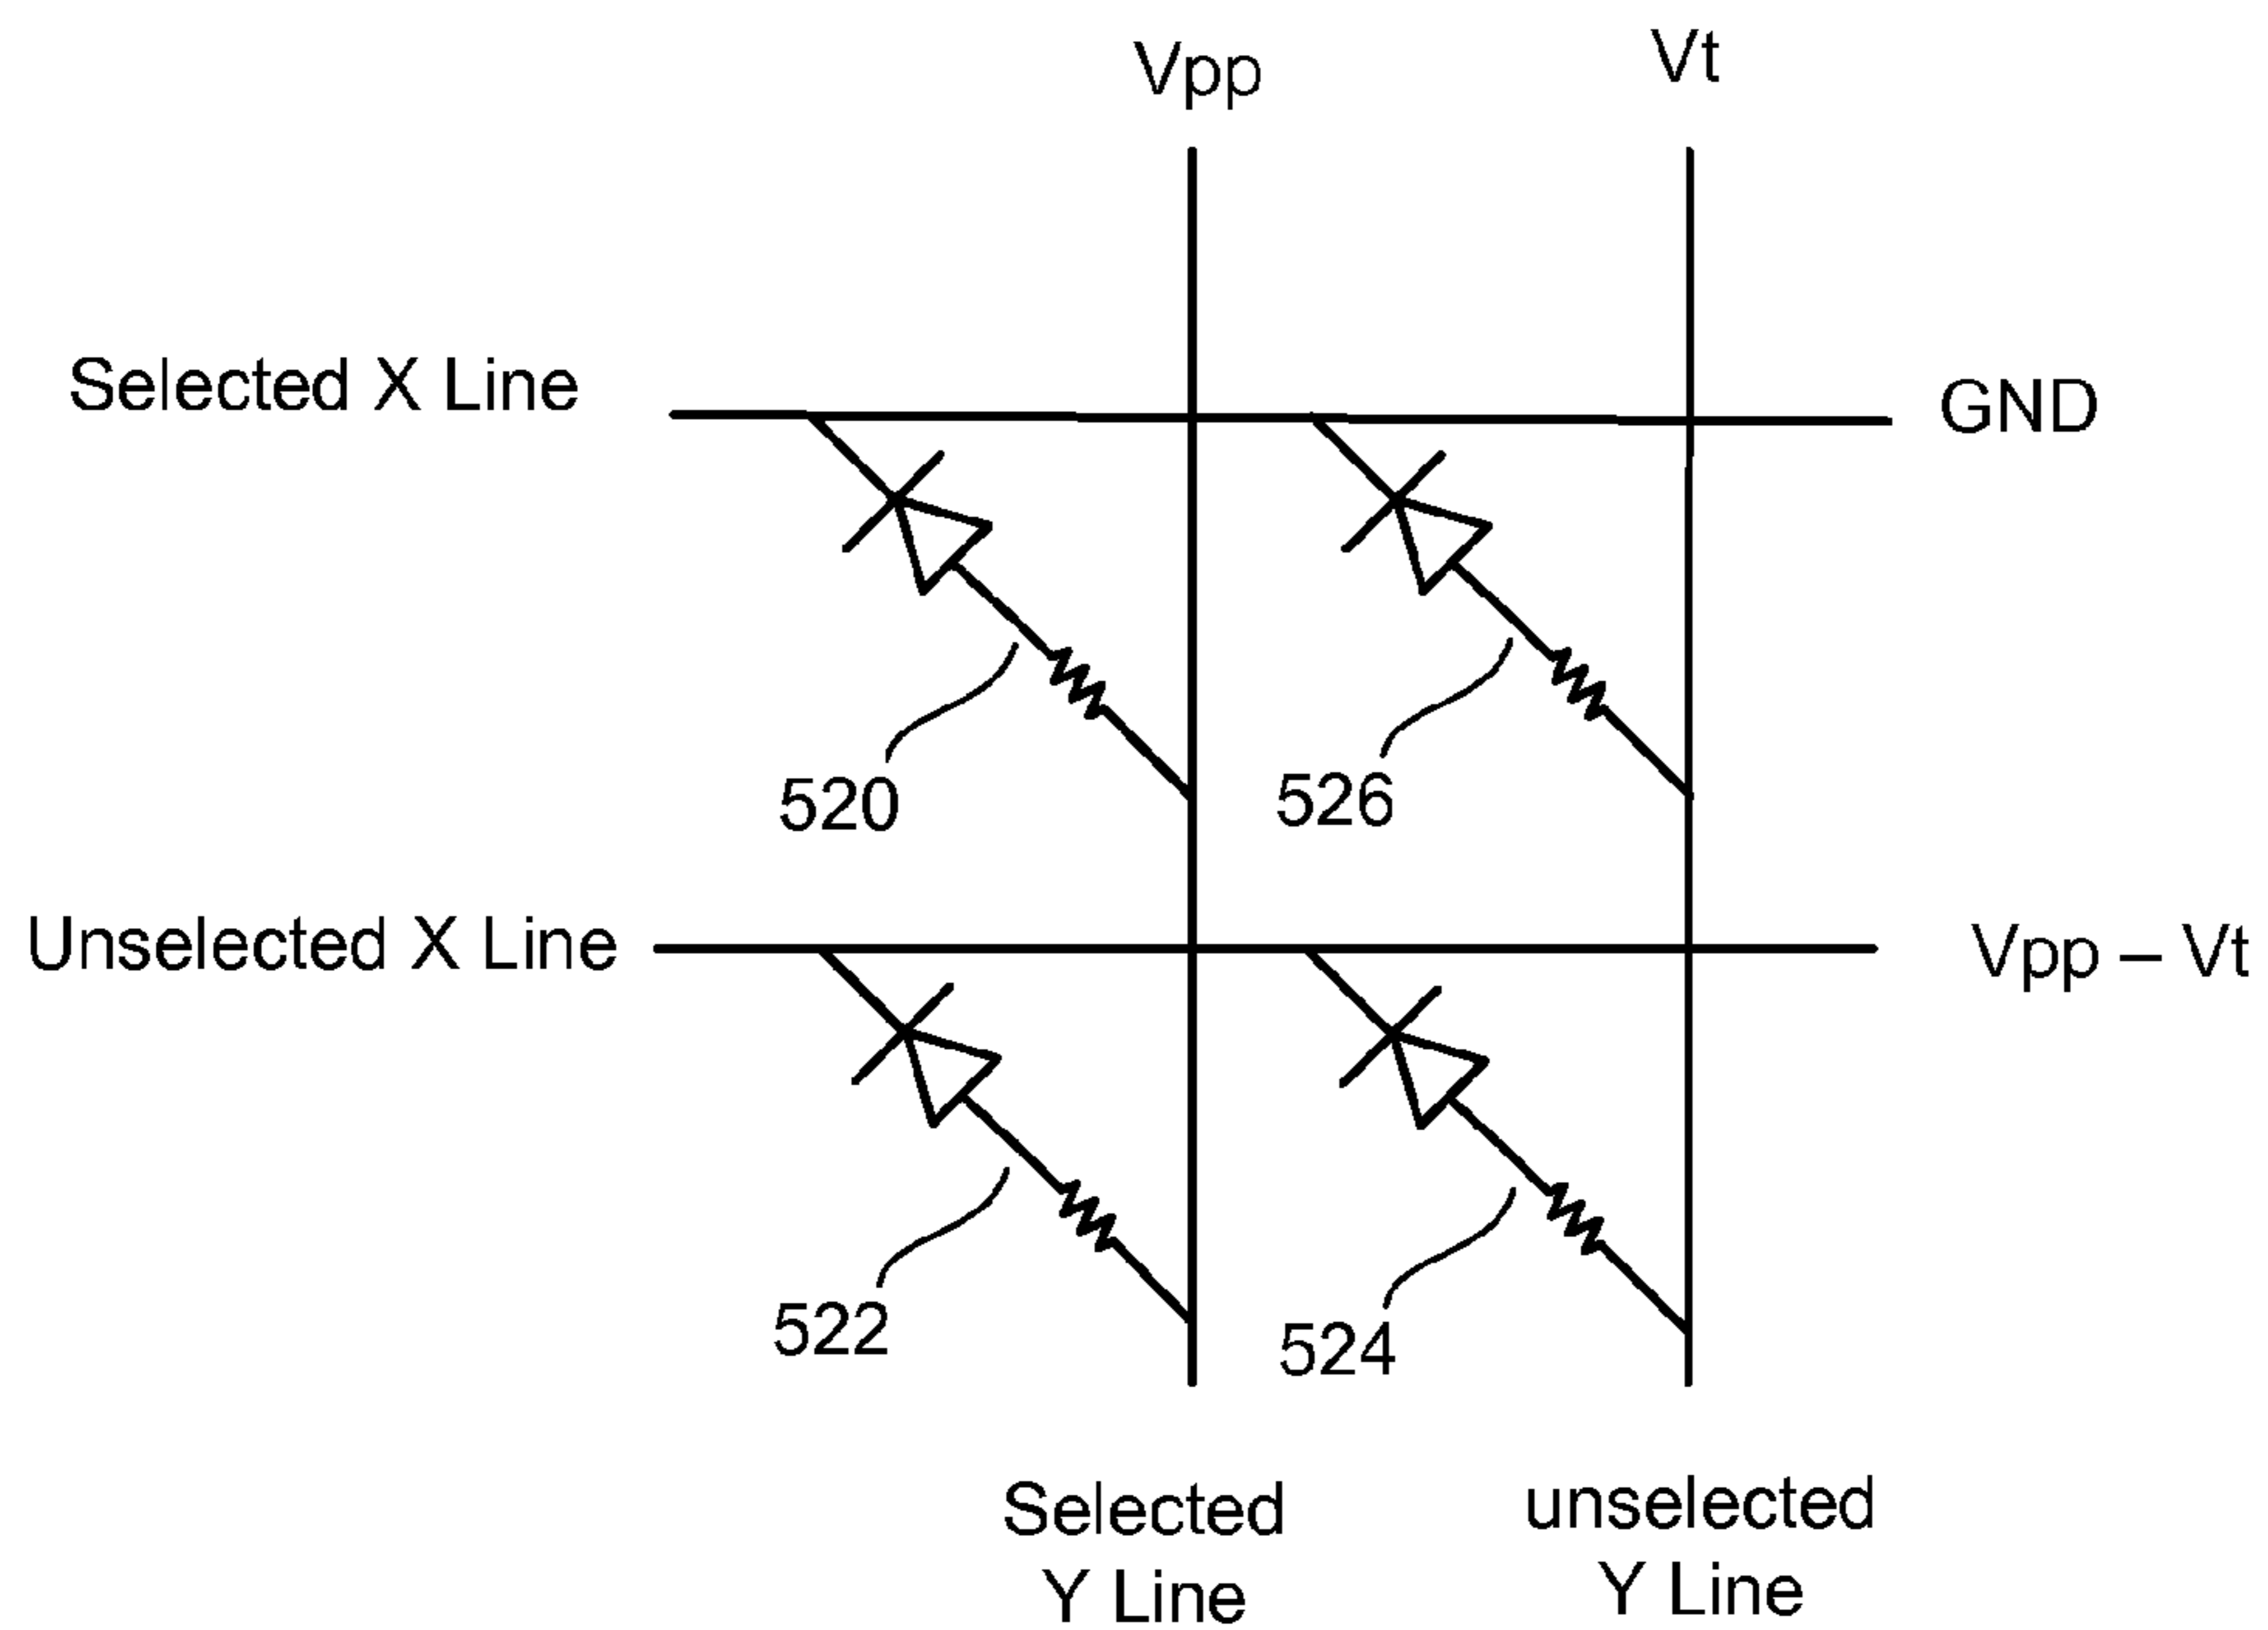 Vpp
Vt
Selected X Line
GND
520
526
Unselected X Line
Vpp – Vt
522
524
Selected
Y Line
unselected
Y Line